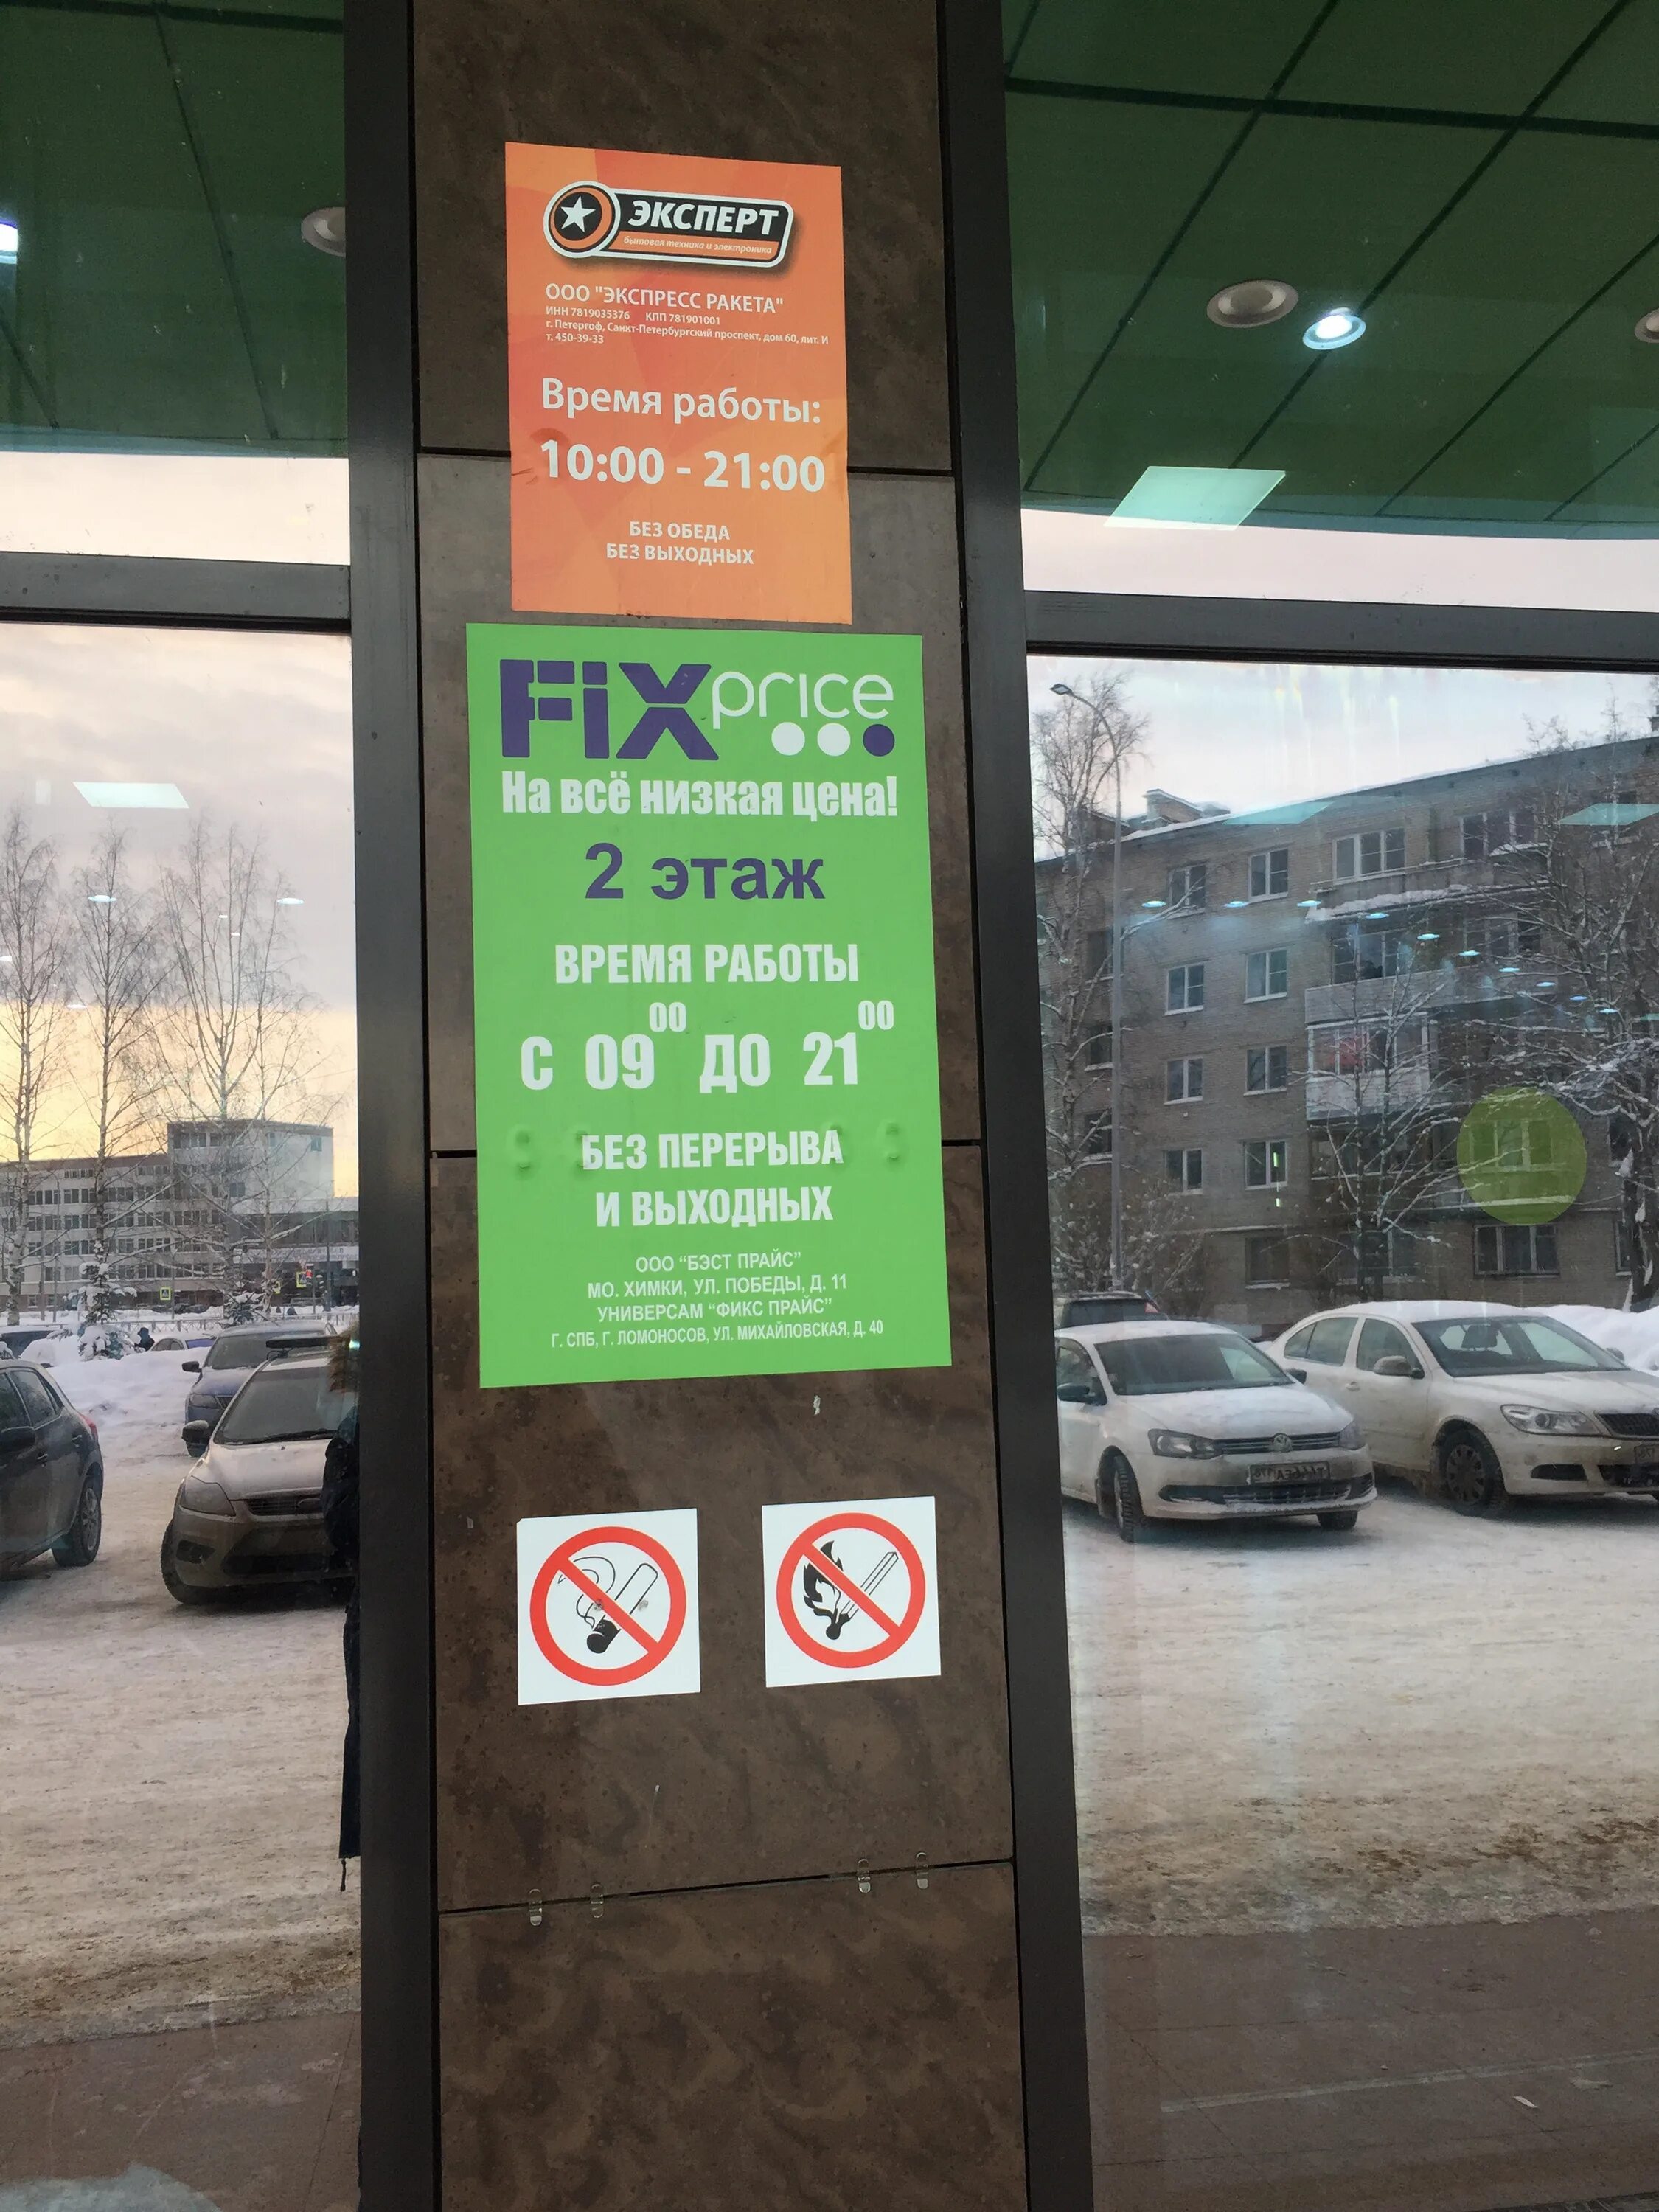 ЭКСПЕРТ
бытовая техника и электроника
ООО "ЭКСПРЕСС РАКЕТА"
ИНН 7819035376 КПП 781901001
г. Петергоф, Санкт-Петербургский проспект, дом 60, лит. И
т. 450-39-33
Время работы:
10:00 - 21:00
БЕЗ ОБЕДА
БЕЗ ВЫХОДНЫХ
FiXprice
На всё низкая цена!
2 этаж
ВРЕМЯ РАБОТЫ
С 09 00 ДО 21 00
БЕЗ ПЕРЕРЫВА
И ВЫХОДНЫХ
ООО “БЭСТ ПРАЙС”
МО. ХИМКИ, УЛ. ПОБЕДЫ, Д. 11
УНИВЕРСАМ “ФИКС ПРАЙС”
Г. СПБ, Г. ЛОМОНОСОВ, УЛ. МИХАЙЛОВСКАЯ, Д. 40